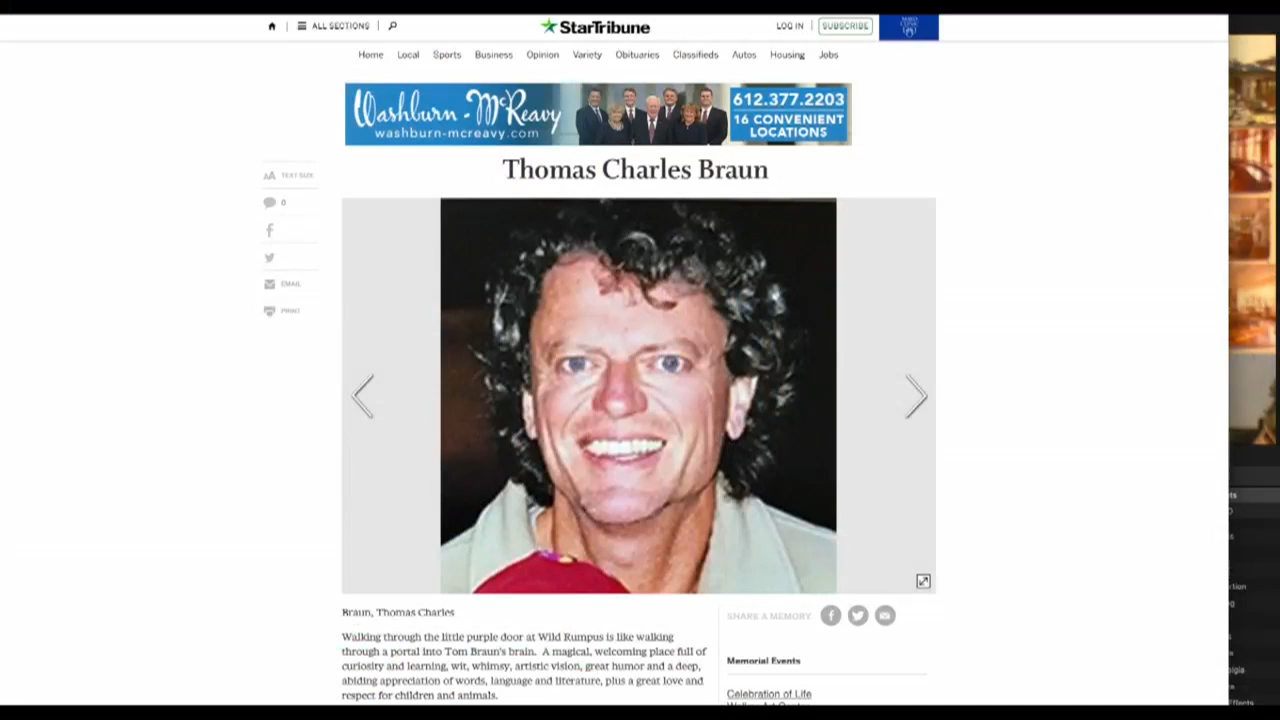 ALL SECTIONS
StarTribune
LOG IN
SUBSCRIBE
Home Local Sports Business Opinion Variety Obituaries Classifieds Autos Housing Jobs
Washburn-McReavy
washburn-mcreavy.com
612.377.2203
16 CONVENIENT
LOCATIONS
Thomas Charles Braun
AA TEXT SIZE
0
EMAIL
PRINT
Braun, Thomas Charles
Walking through the little purple door at Wild Rumpus is like walking
through a portal into Tom Braun's brain. A magical, welcoming place full of
curiosity and learning, wit, whimsy, artistic vision, great humor and a deep,
abiding appreciation of words, language and literature, plus a great love and
respect for children and animals.
SHARE A MEMORY
Memorial Events
Celebration of Life